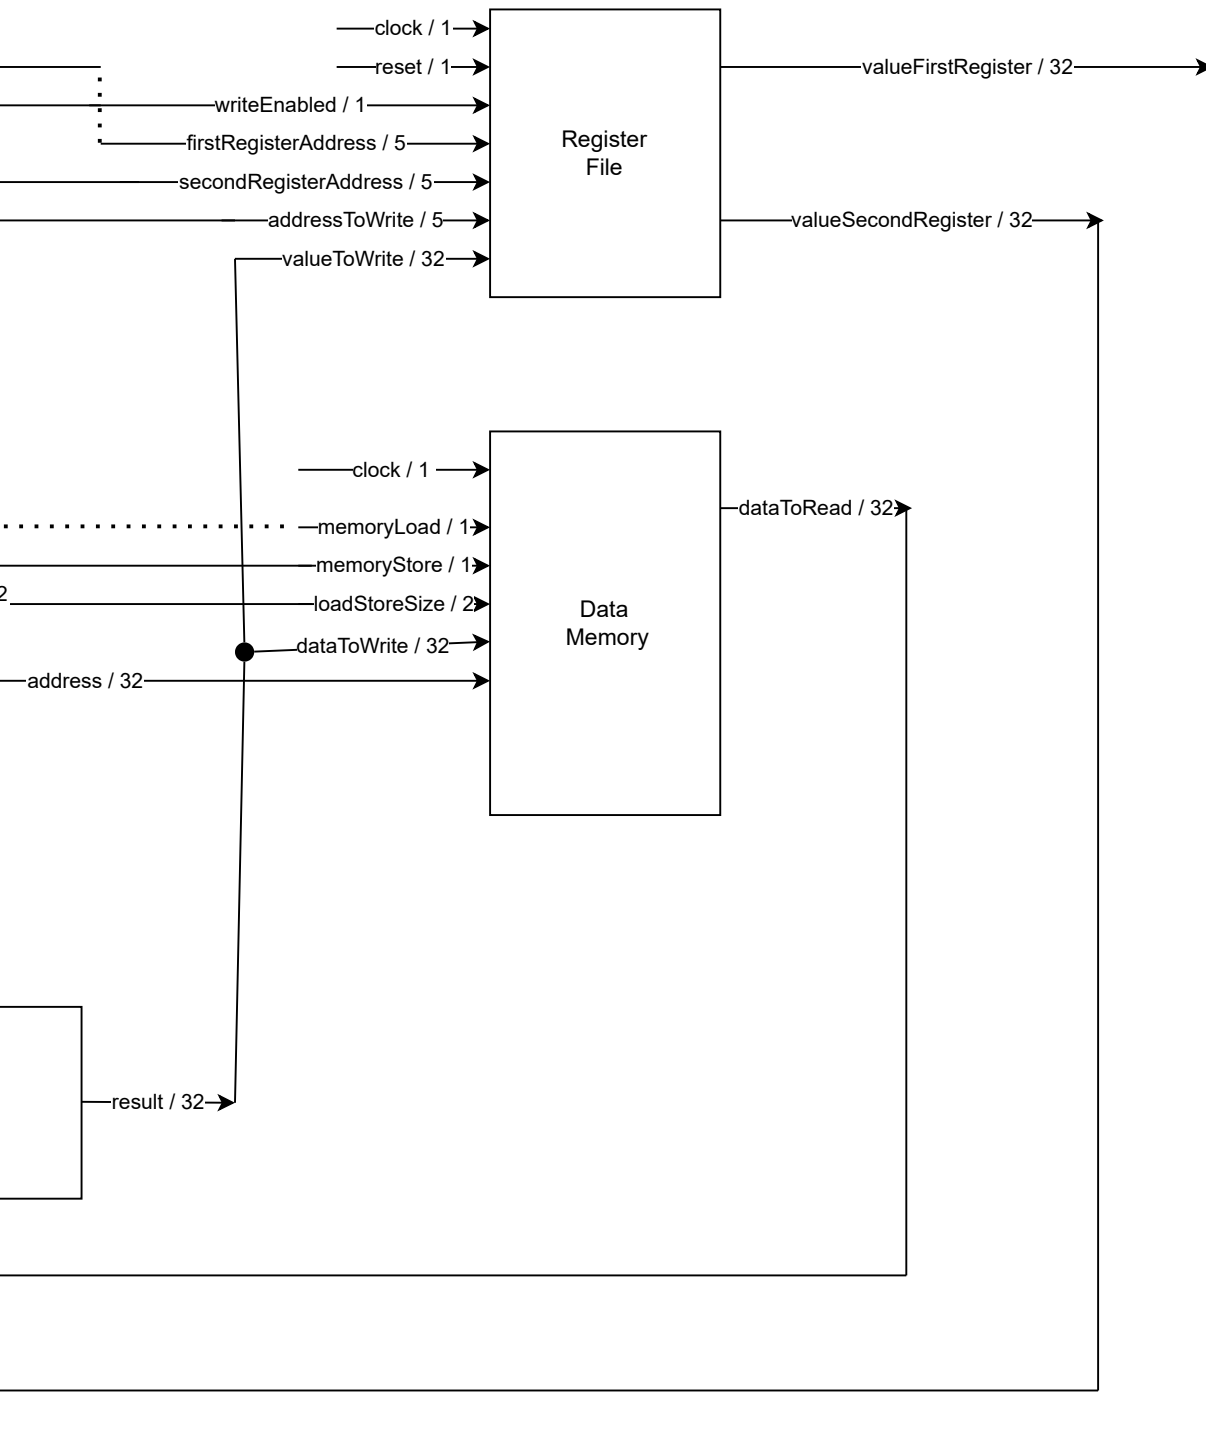 clock / 1
reset / 1
writeEnabled / 1
firstRegisterAddress / 5
secondRegisterAddress / 5
addressToWrite / 5
valueToWrite / 32
Register
File
valueFirstRegister / 32
valueSecondRegister / 32
clock / 1
memoryLoad / 1
memoryStore / 1
2
loadStoreSize / 2
dataToWrite / 32
address / 32
Data
Memory
dataToRead / 32
result / 32